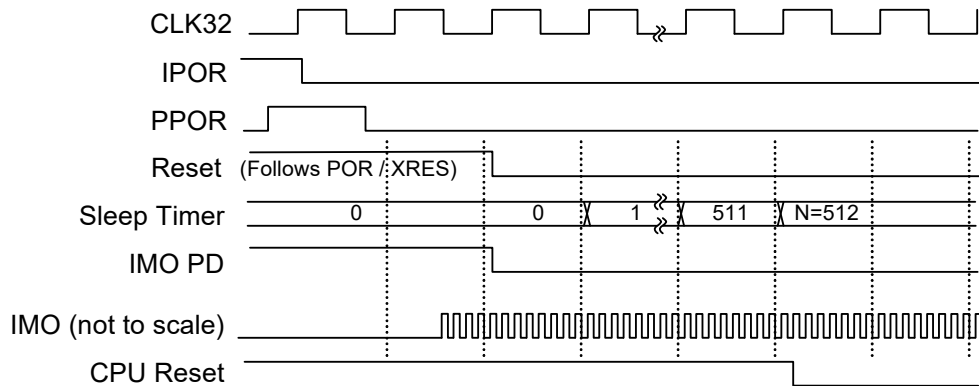 CLK32
IPOR
PPOR
Reset (Follows POR / XRES)
Sleep Timer 0 0 1 511 N=512
IMO PD
IMO (not to scale)
CPU Reset